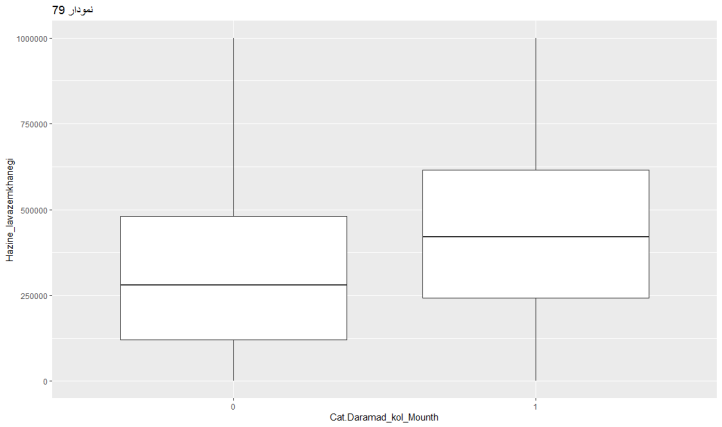 نمودار 79
1000000
750000
500000
250000
0
Hazine_lavazemkhanegi
0
1
Cat.Daramad_kol_Mounth